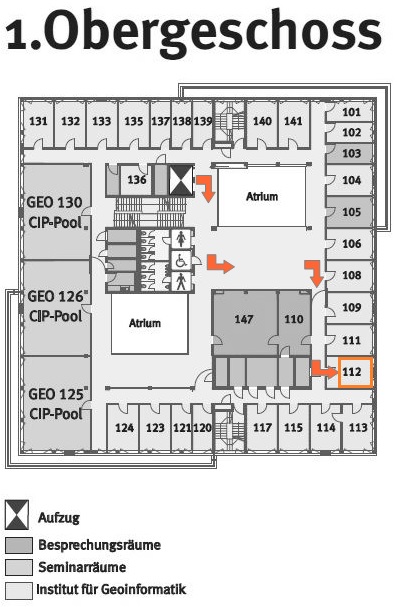 1.Obergeschoss
131 132 133 135 137 138 139 140 141
101
102
103
104
105
106
108
109
111
112
136
Atrium
GEO 130
CIP-Pool
GEO 126
CIP-Pool
GEO 125
CIP-Pool
Atrium
147 110
124 123 121 120 117 115 114 113
Aufzug
Besprechungsräume
Seminarräume
Institut für Geoinformatik